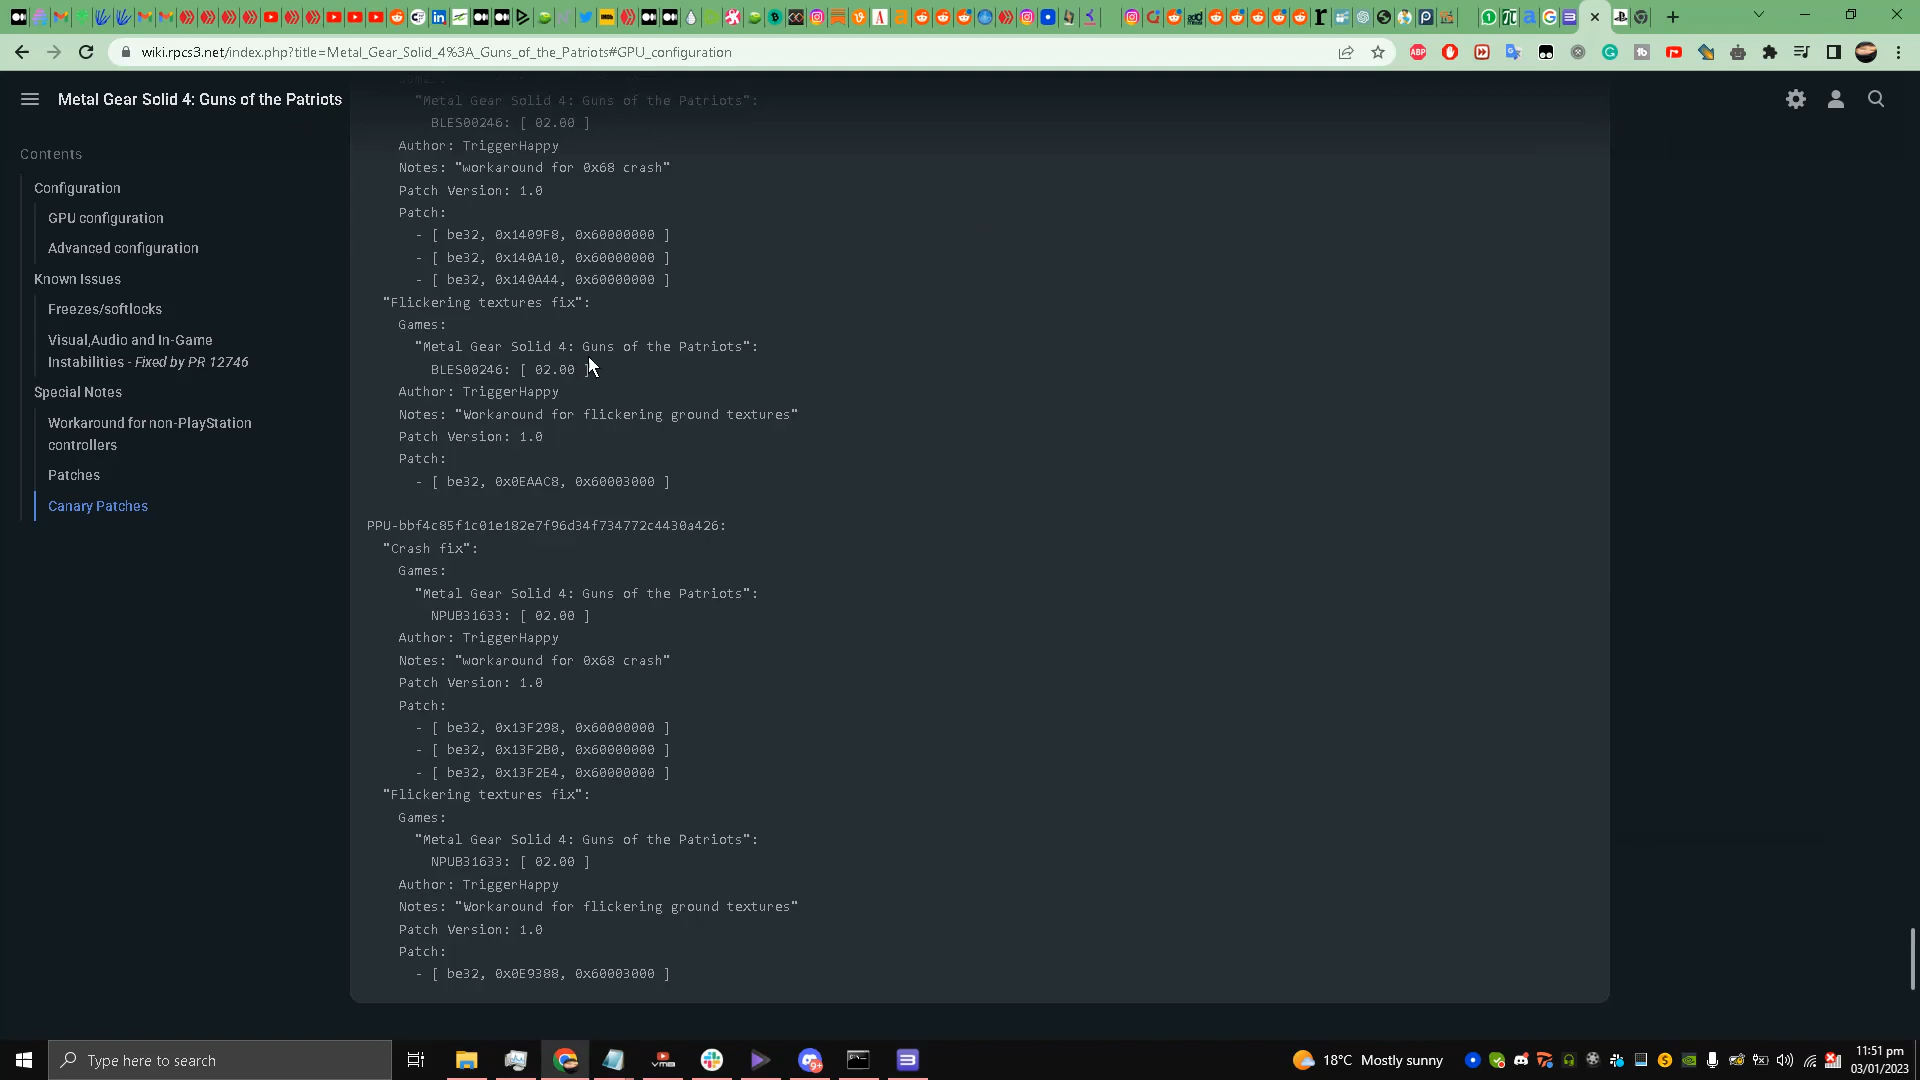 wiki.rpcs3.net/index.php?title=Metal_Gear_Solid_4%3A_Guns_of_the_Patriots#GPU_configuration
Metal Gear Solid 4: Guns of the Patriots
Contents
Configuration
GPU configuration
Advanced configuration
Known Issues
Freezes/softlocks
Visual,Audio and In-Game
Instabilities - Fixed by PR 12746
Special Notes
Workaround for non-PlayStation
controllers
Patches
Canary Patches
"Metal Gear Solid 4: Guns of the Patriots":
BLES00246: [ 02.00 ]
Author: TriggerHappy
Notes: "workaround for 0x68 crash"
Patch Version: 1.0
Patch:
- [ be32, 0x1409F8, 0x60000000 ]
- [ be32, 0x140A10, 0x60000000 ]
- [ be32, 0x140A44, 0x60000000 ]
"Flickering textures fix":
Games:
"Metal Gear Solid 4: Guns of the Patriots":
BLES00246: [ 02.00 ]
Author: TriggerHappy
Notes: "Workaround for flickering ground textures"
Patch Version: 1.0
Patch:
- [ be32, 0x0EAAC8, 0x60003000 ]
PPU-bbf4c85f1c01e182e7f96d34f734772c4430a426:
"Crash fix":
Games:
"Metal Gear Solid 4: Guns of the Patriots":
NPUB31633: [ 02.00 ]
Author: TriggerHappy
Notes: "workaround for 0x68 crash"
Patch Version: 1.0
Patch:
- [ be32, 0x13F298, 0x60000000 ]
- [ be32, 0x13F2B0, 0x60000000 ]
- [ be32, 0x13F2E4, 0x60000000 ]
"Flickering textures fix":
Games:
"Metal Gear Solid 4: Guns of the Patriots":
NPUB31633: [ 02.00 ]
Author: TriggerHappy
Notes: "Workaround for flickering ground textures"
Patch Version: 1.0
Patch:
- [ be32, 0x0E9388, 0x60003000 ]
Type here to search
18°C Mostly sunny
11:51 pm
03/01/2023